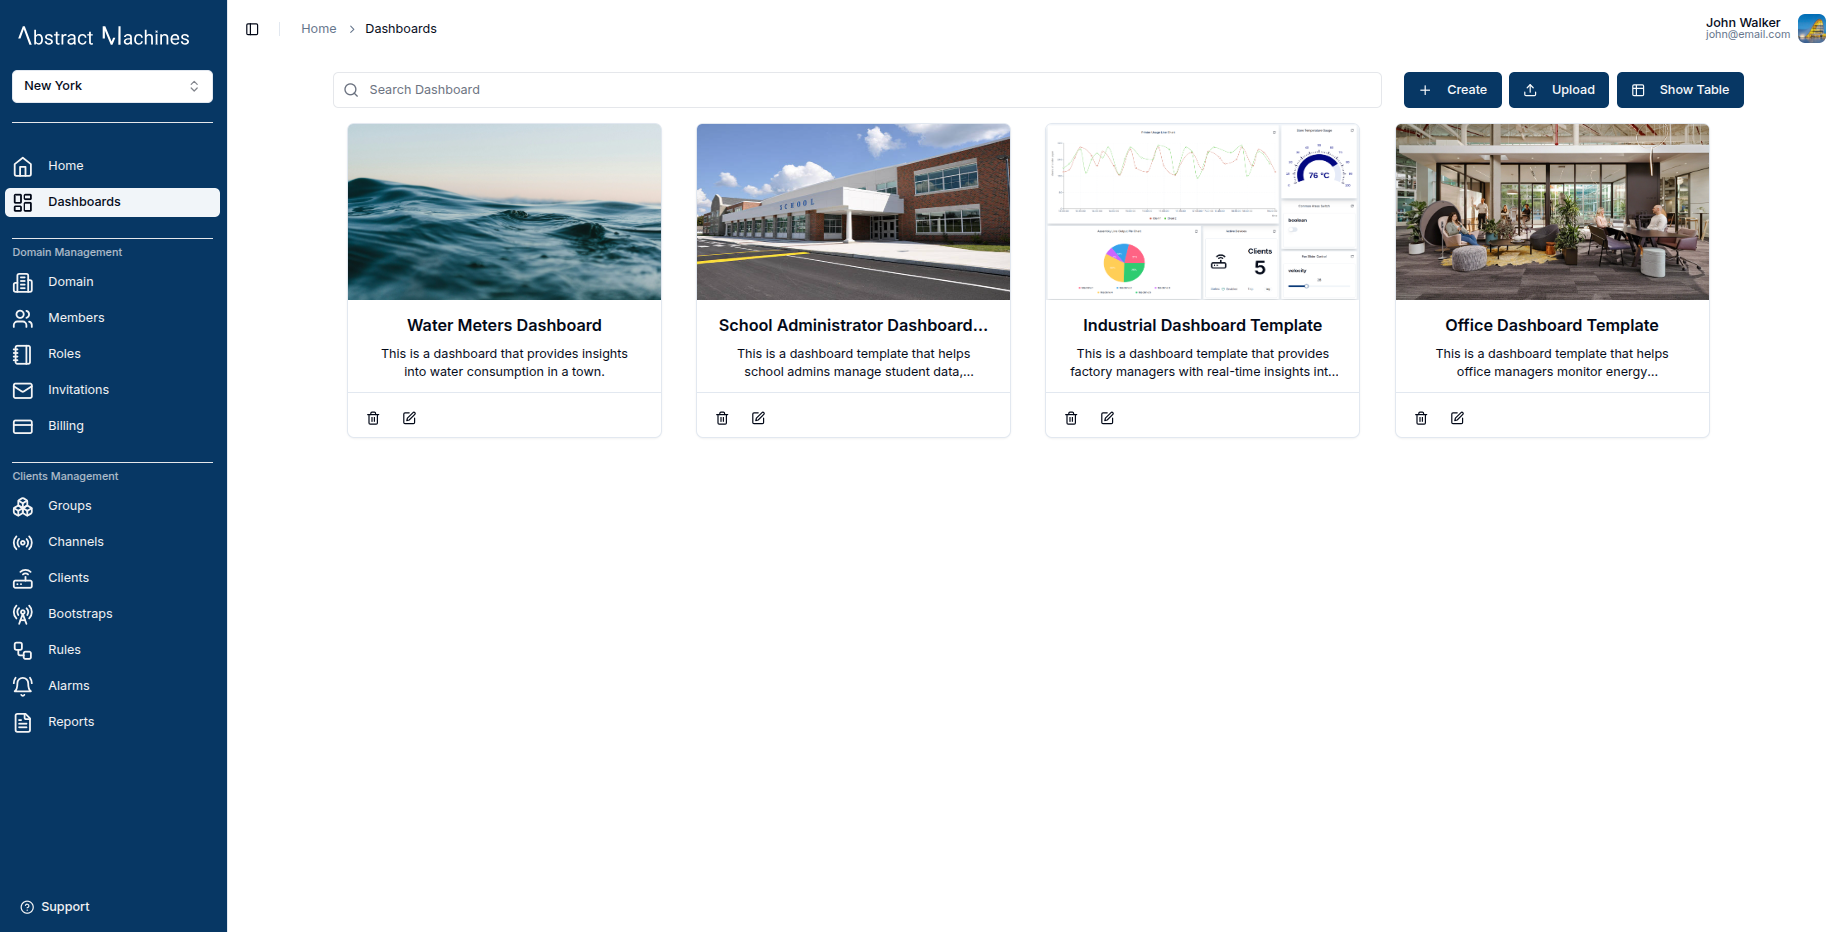 Abstract Machines
New York
Home
Dashboards
Domain Management
Domain
Members
Roles
Invitations
Billing
Clients Management
Groups
Channels
Clients
Bootstraps
Rules
Alarms
Reports
Support
Home > Dashboards
John Walker
john@email.com
Search Dashboard
Create
Upload
Show Table
Water Meters Dashboard
This is a dashboard that provides insights
into water consumption in a town.
SCHOOL
School Administrator Dashboard...
This is a dashboard template that helps
school admins manage student data,...
76 °C
boolean
Clients
5
velocity
Industrial Dashboard Template
This is a dashboard template that provides
factory managers with real-time insights int...
Office Dashboard Template
This is a dashboard template that helps
office managers monitor energy...